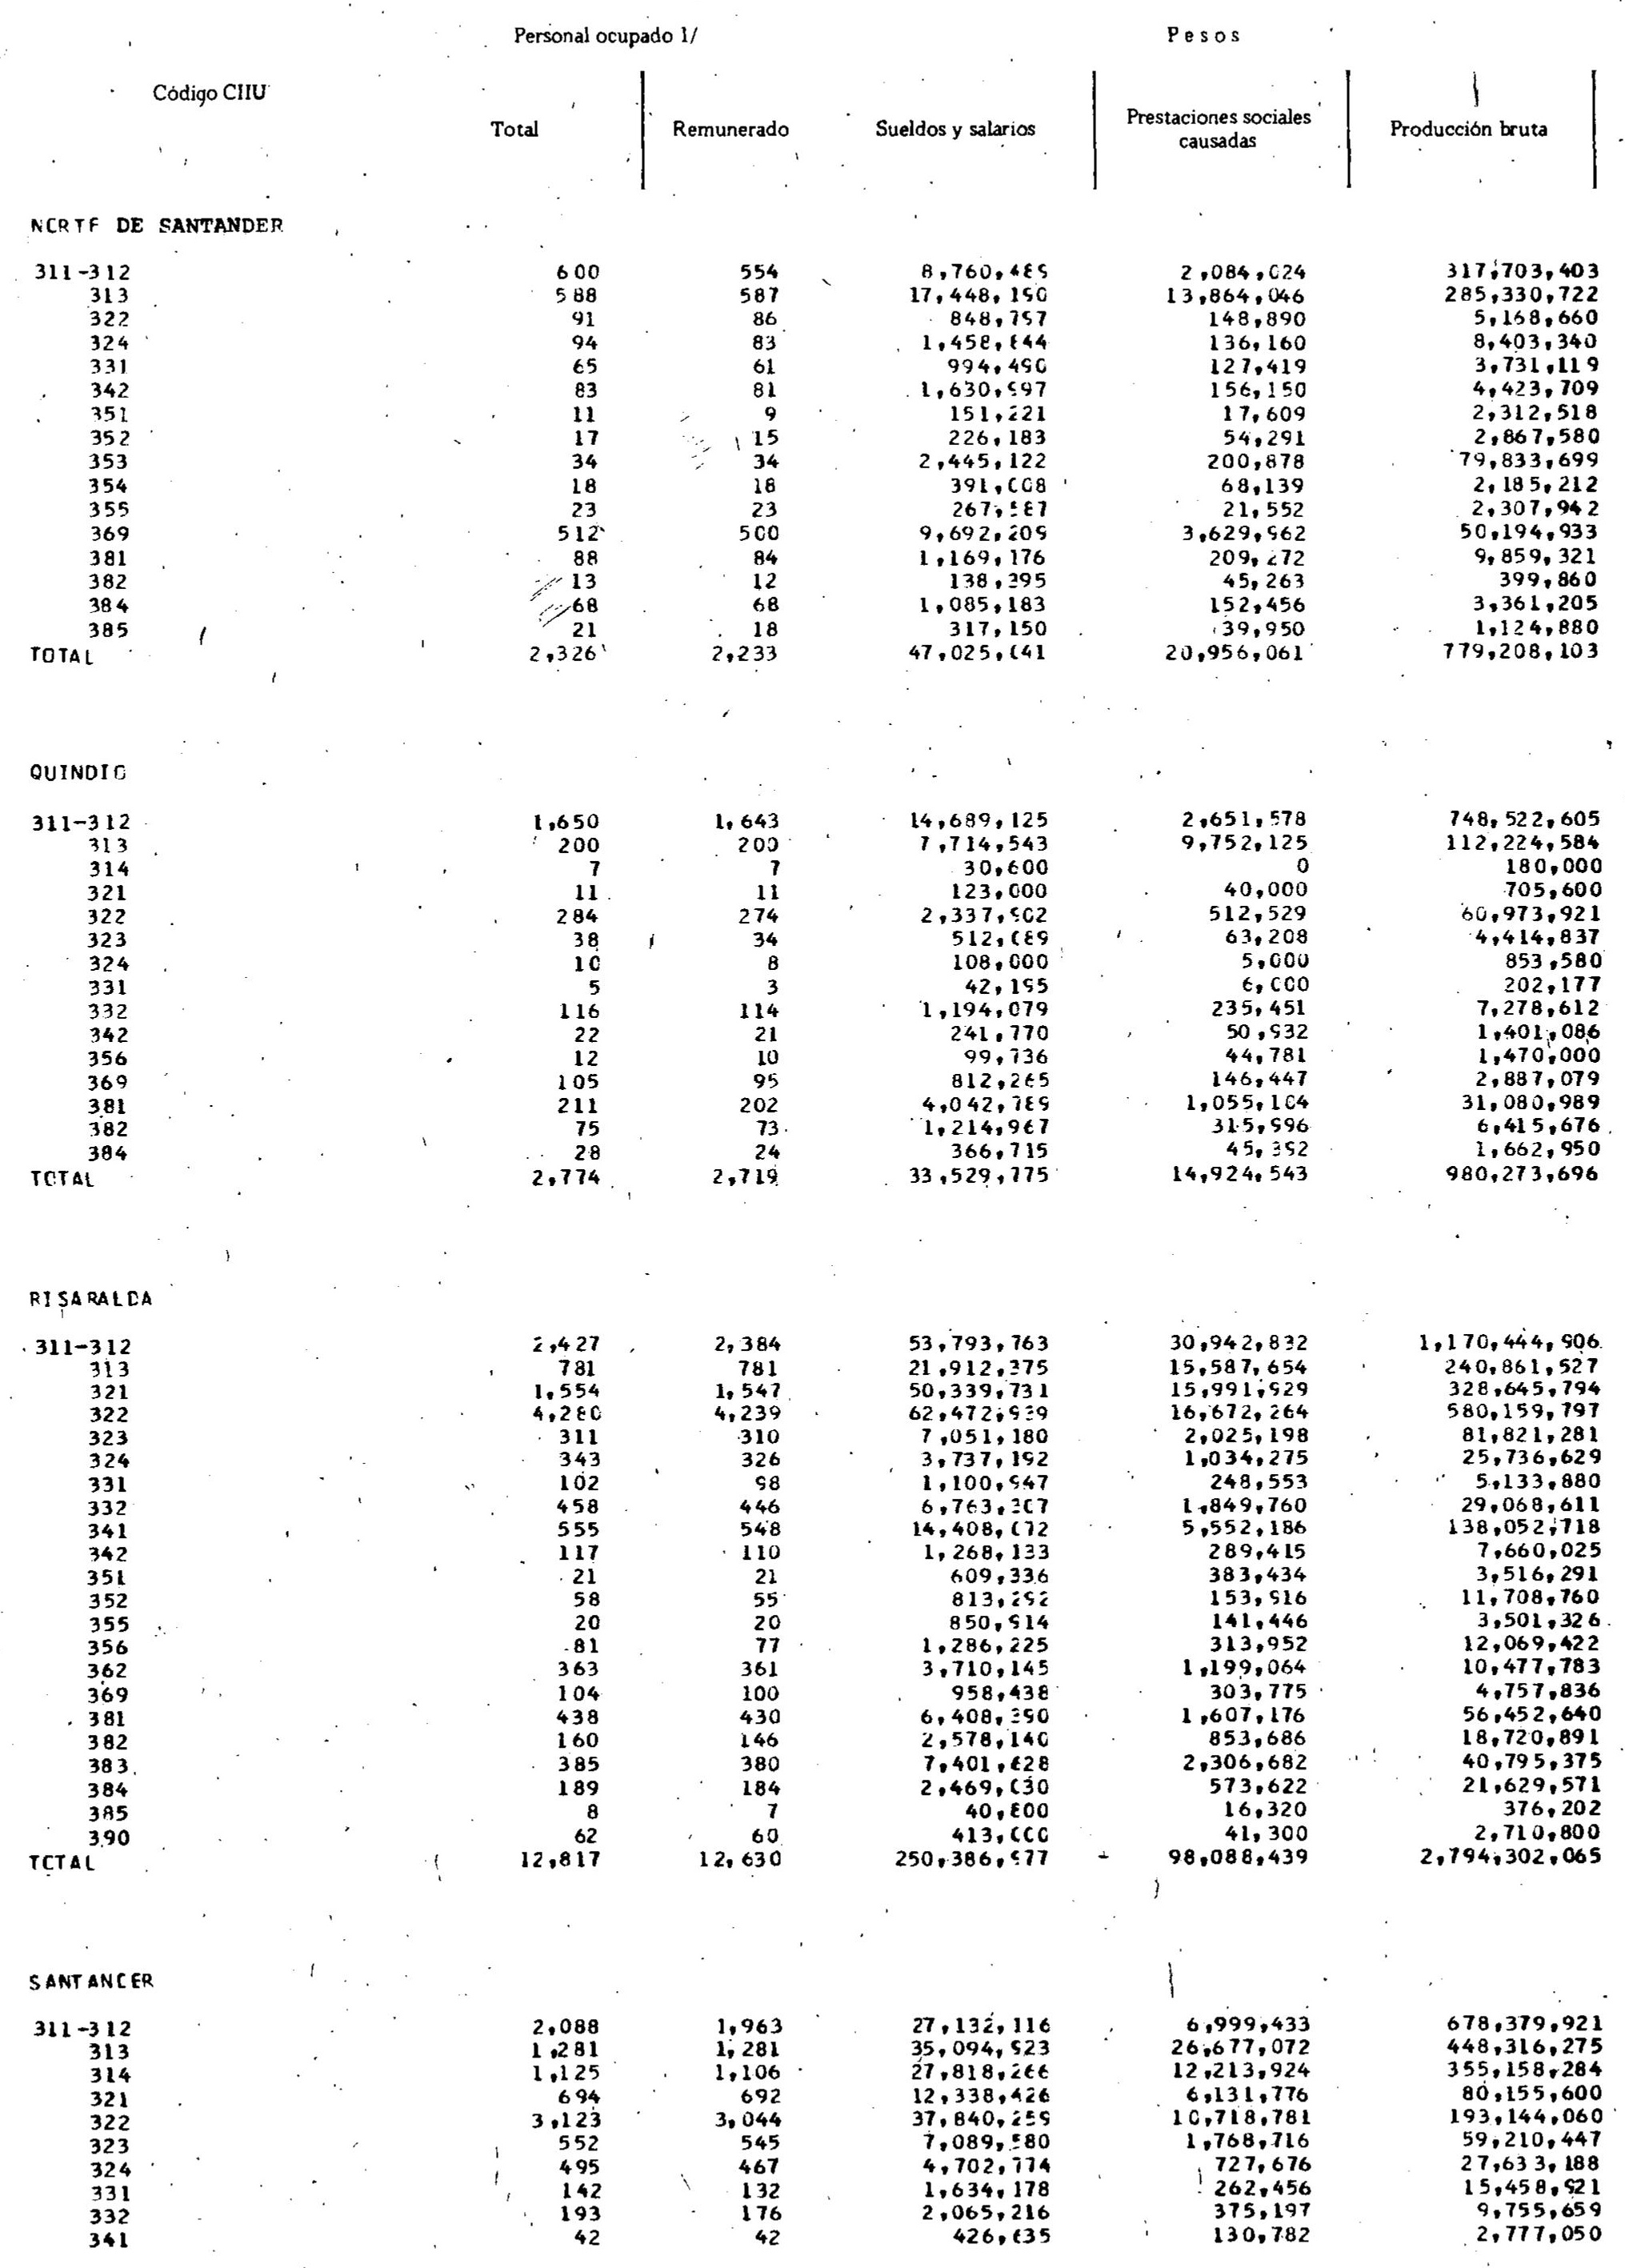 Personal ocupado 1/ Pesos
Código CIIU Total Remunerado Sueldos y salarios Prestaciones sociales causadas Producción bruta
NORTE DE SANTANDER
311-312 600 554 8,760,489 2,084,024 317,703,403
313 588 587 17,448,190 13,864,046 285,330,722
322 91 86 848,797 148,890 5,168,660
324 94 83 1,458,844 136,160 8,403,340
331 65 61 994,490 127,419 3,731,119
342 83 81 1,630,997 156,150 4,423,709
351 11 9 151,221 17,609 2,312,518
352 17 15 226,183 54,291 2,867,580
353 34 34 2,445,122 200,878 79,833,699
354 18 18 391,008 68,139 2,185,212
355 23 23 267,587 21,552 2,307,942
369 512 500 9,692,209 3,629,962 50,194,933
381 88 84 1,169,176 209,272 9,859,321
382 13 12 138,395 45,263 399,860
384 68 68 1,085,183 152,456 3,361,205
385 21 18 317,150 39,950 1,124,880
TOTAL 2,326 2,233 47,025,041 20,956,061 779,208,103
QUINDIO
311-312 1,650 1,643 14,689,125 2,651,578 748,522,605
313 200 200 7,714,543 9,752,125 112,224,584
314 7 7 30,600 0 180,000
321 11 11 123,000 40,000 705,600
322 284 274 2,337,902 512,529 60,973,921
323 38 34 512,089 63,208 4,414,837
324 10 8 108,000 5,000 853,580
331 5 3 42,195 6,000 202,177
332 116 114 1,194,079 235,451 7,278,612
342 22 21 241,770 50,932 1,401,086
356 12 10 99,736 44,781 1,470,000
369 105 95 812,265 146,447 2,887,079
381 211 202 4,042,789 1,055,104 31,080,989
382 75 73 1,214,967 315,996 6,415,676
384 28 24 366,715 45,392 1,662,950
TOTAL 2,774 2,719 33,529,775 14,924,543 980,273,696
RISARALDA
311-312 2,427 2,384 53,793,763 30,942,832 1,170,444,906
313 781 781 21,912,375 15,587,654 240,861,527
321 1,554 1,547 50,339,731 15,991,929 328,645,794
322 4,280 4,239 62,472,939 16,672,264 580,159,797
323 311 310 7,051,180 2,025,198 81,821,281
324 343 326 3,737,192 1,034,275 25,736,629
331 102 98 1,100,947 248,553 5,133,880
332 458 446 6,763,307 1,849,760 29,068,611
341 555 548 14,408,072 5,552,186 138,052,718
342 117 110 1,268,133 289,415 7,660,025
351 21 21 609,336 383,434 3,516,291
352 58 55 813,292 153,916 11,708,760
355 20 20 850,914 141,446 3,501,326
356 81 77 1,286,225 313,952 12,069,422
362 363 361 3,710,145 1,199,064 10,477,783
369 104 100 958,438 303,775 4,757,836
381 438 430 6,408,390 1,607,176 56,452,640
382 160 146 2,578,140 853,686 18,720,891
383 385 380 7,401,628 2,306,682 40,795,375
384 189 184 2,469,030 573,622 21,629,571
385 8 7 40,800 16,320 376,202
390 62 60 413,000 41,300 2,710,800
TOTAL 12,817 12,630 250,386,977 98,088,439 2,794,302,065
SANTANDER
311-312 2,088 1,963 27,132,116 6,999,433 678,379,921
313 1,281 1,281 35,094,923 26,677,072 448,316,275
314 1,125 1,106 27,818,266 12,213,924 355,158,284
321 694 692 12,338,426 6,131,776 80,155,600
322 3,123 3,044 37,840,259 10,718,781 193,144,060
323 552 545 7,089,580 1,768,716 59,210,447
324 495 467 4,702,774 727,676 27,633,188
331 142 132 1,634,178 262,456 15,458,921
332 193 176 2,065,216 375,197 9,755,659
341 42 42 426,635 130,782 2,777,050